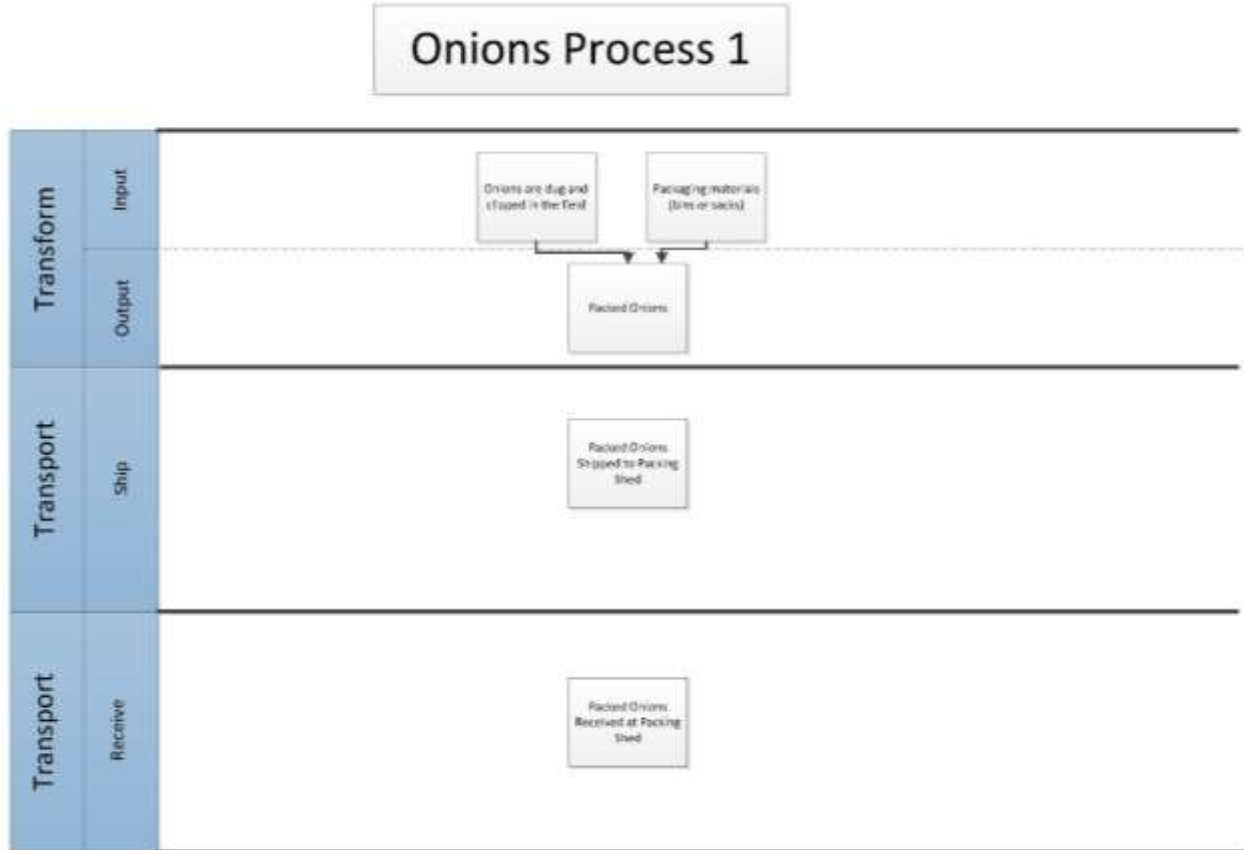 Onions Process 1
Transform
Input
Onions are dug and
clipped in the field
Packaging materials
(bins or sacks)
Output
Packed Onions
Transport
Ship
Packed Onions
Shipped to Packing
Shed
Transport
Receive
Packed Onions
Received at Packing
Shed